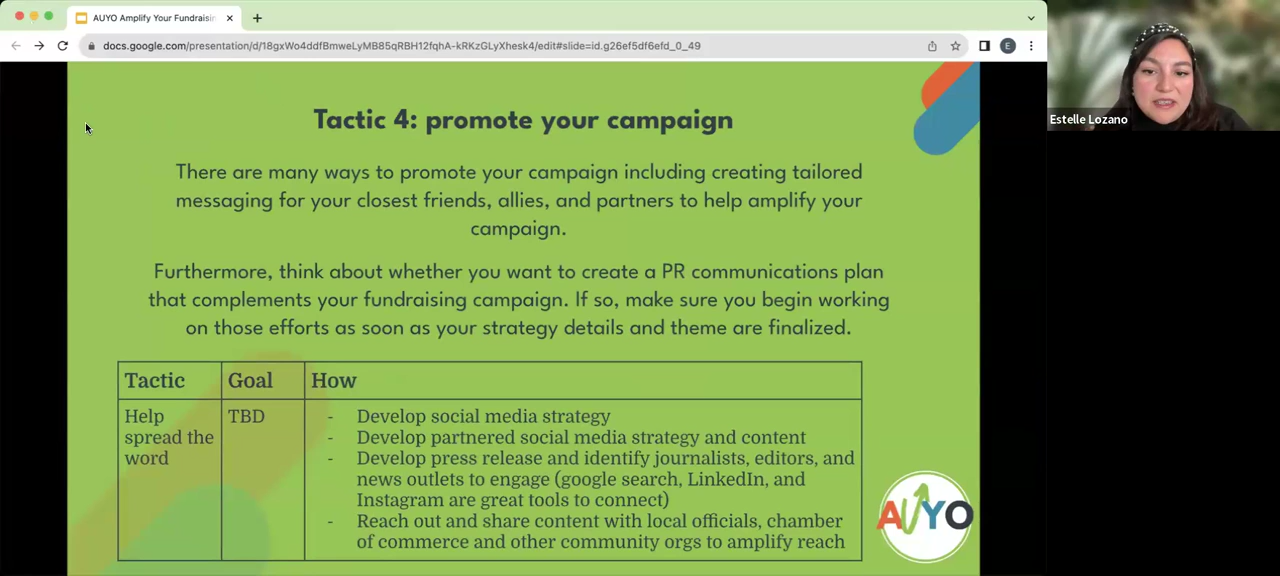 AUYO Amplify Your Fundraisin
docs.google.com/presentation/d/18gxWo4ddfBmweLyMB85qRBH12fqhA-kRKzGLyXhesk4/edit#slide=id.g26ef5df6efd_0_49
E
Tactic 4: promote your campaign
Estelle Lozano
There are many ways to promote your campaign including creating tailored
messaging for your closest friends, allies, and partners to help amplify your
campaign.
Furthermore, think about whether you want to create a PR communications plan
that complements your fundraising campaign. If so, make sure you begin working
on those efforts as soon as your strategy details and theme are finalized.
Tactic Goal How
Help spread the word
TBD
- Develop social media strategy
- Develop partnered social media strategy and content
- Develop press release and identify journalists, editors, and
news outlets to engage (google search, LinkedIn, and
Instagram are great tools to connect)
- Reach out and share content with local officials, chamber
of commerce and other community orgs to amplify reach
AUYO